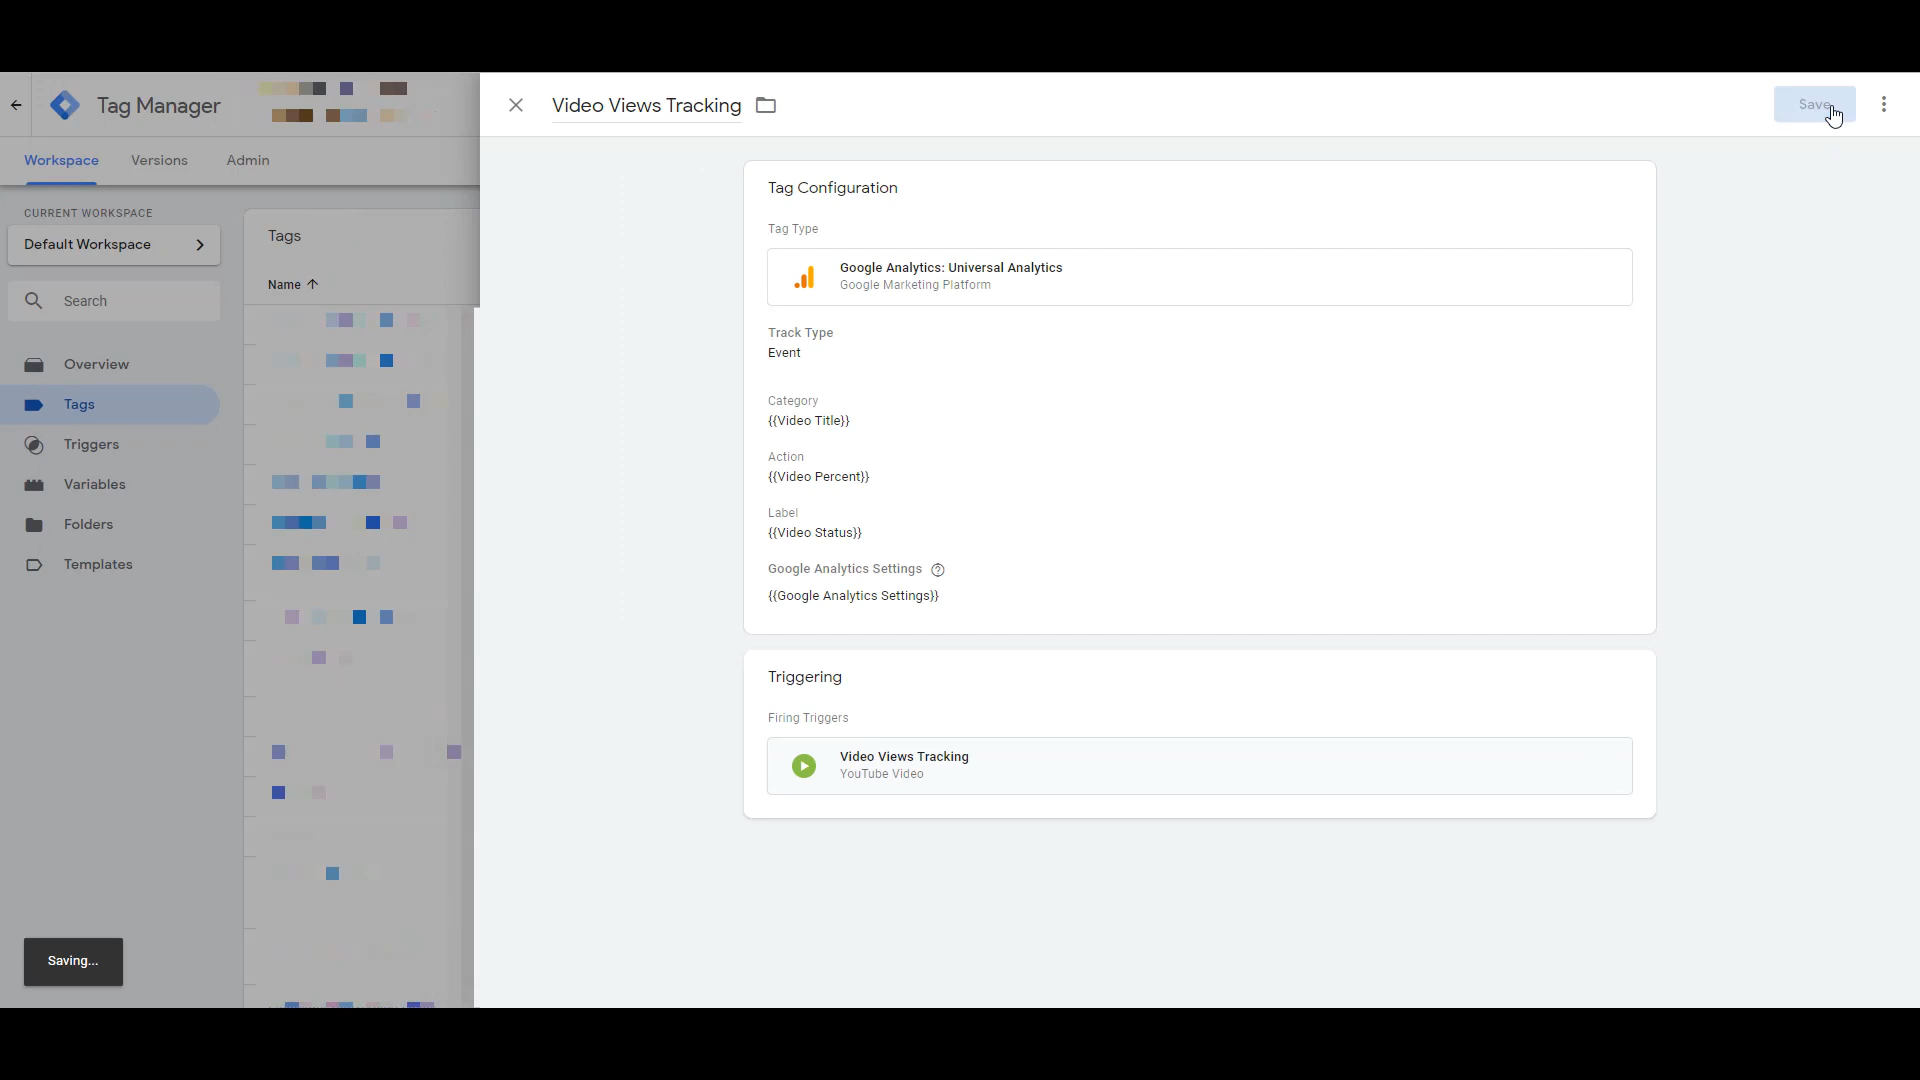 Tag Manager
Video Views Tracking
Save
Workspace
Versions
Admin
CURRENT WORKSPACE
Default Workspace
Search
Overview
Tags
Triggers
Variables
Folders
Templates
Tags
Name
Tag Configuration
Tag Type
Google Analytics: Universal Analytics
Google Marketing Platform
Track Type
Event
Category
{{Video Title}}
Action
{{Video Percent}}
Label
{{Video Status}}
Google Analytics Settings
{{Google Analytics Settings}}
Triggering
Firing Triggers
Video Views Tracking
YouTube Video
Saving...